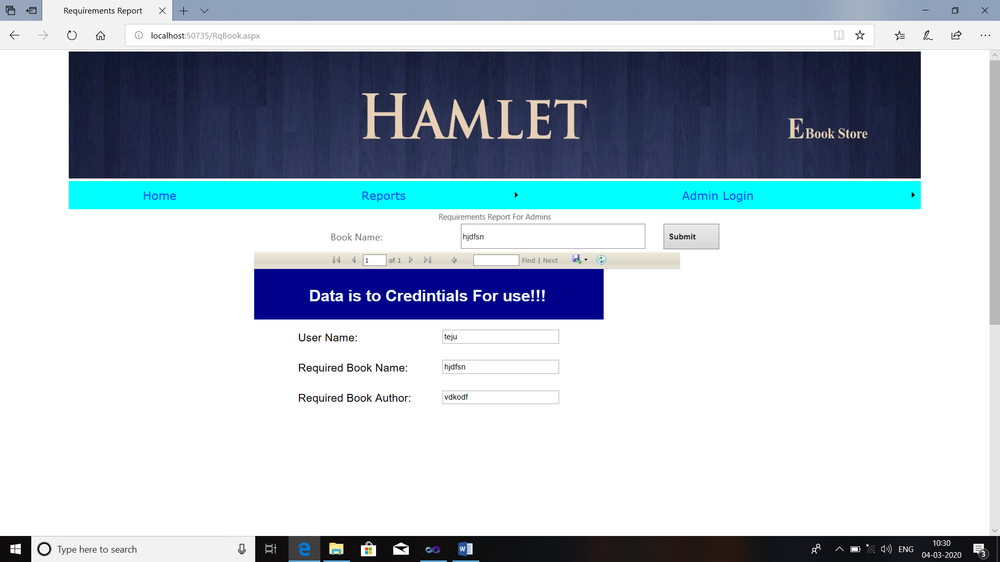 Requirements Report
localhost:50735/RqBook.aspx
HAMLET
EBook Store
Home Reports Admin Login
Requirements Report For Admins
Book Name: hjdfsn Submit
1 of 1 Find | Next
Data is to Credintials For use!!!
User Name: teju
Required Book Name: hjdfsn
Required Book Author: vdkodf
Type here to search
ENG
10:30
04-03-2020
3